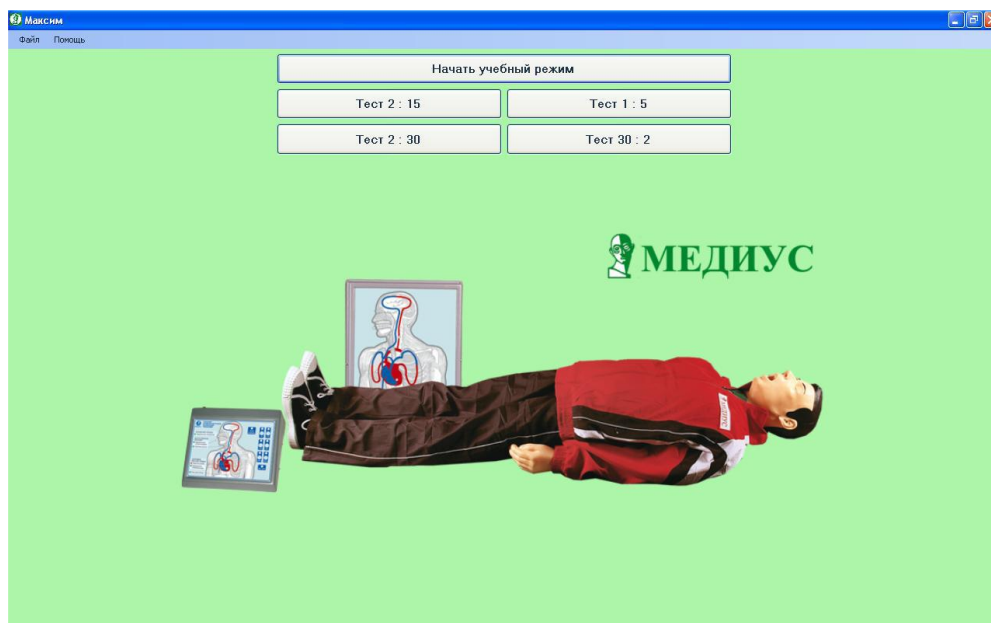 Максим
Файл Помощь
Начать учебный режим
Тест 2 : 15 Тест 1 : 5
Тест 2 : 30 Тест 30 : 2
МЕДИУС